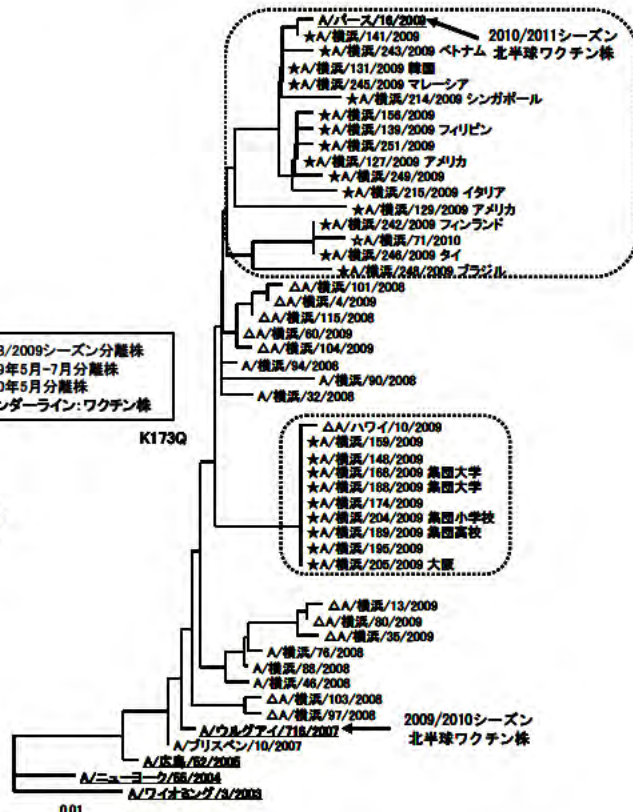 A/パース/16/2009
2010/2011シーズン
北半球ワクチン株
★A/横浜/141/2009
★A/横浜/243/2009 ベトナム
★A/横浜/131/2009 韓国
★A/横浜/245/2009 マレーシア
★A/横浜/214/2009 シンガポール
★A/横浜/156/2009
★A/横浜/139/2009 フィリピン
★A/横浜/251/2009
★A/横浜/127/2009 アメリカ
★A/横浜/249/2009
★A/横浜/215/2009 イタリア
★A/横浜/129/2009 アメリカ
★A/横浜/242/2009 フィンランド
☆A/横浜/71/2010
★A/横浜/246/2009 タイ
★A/横浜/248/2009 ブラジル
△A/横浜/101/2008
△A/横浜/4/2009
△A/横浜/115/2008
△A/横浜/60/2009
△A/横浜/104/2009
A/横浜/94/2008
A/横浜/90/2008
A/横浜/32/2008
/2009シーズン分離株
年5月-7月分離株
年5月分離株
ンダーライン:ワクチン株
K173Q
△A/ハワイ/10/2009
★A/横浜/159/2009
★A/横浜/148/2009
★A/横浜/168/2009 集団大学
★A/横浜/188/2009 集団大学
★A/横浜/174/2009
★A/横浜/204/2009 集団小学校
★A/横浜/189/2009 集団高校
★A/横浜/195/2009
★A/横浜/205/2009 大阪
△A/横浜/13/2009
△A/横浜/80/2009
△A/横浜/35/2009
A/横浜/76/2008
A/横浜/88/2008
A/横浜/46/2008
△A/横浜/103/2008
△A/横浜/97/2008
A/ウルグアイ/716/2007
2009/2010シーズン
北半球ワクチン株
A/ブリスベン/10/2007
A/広島/52/2005
A/ニューヨーク/55/2004
A/ワイオミング/3/2003
0.01